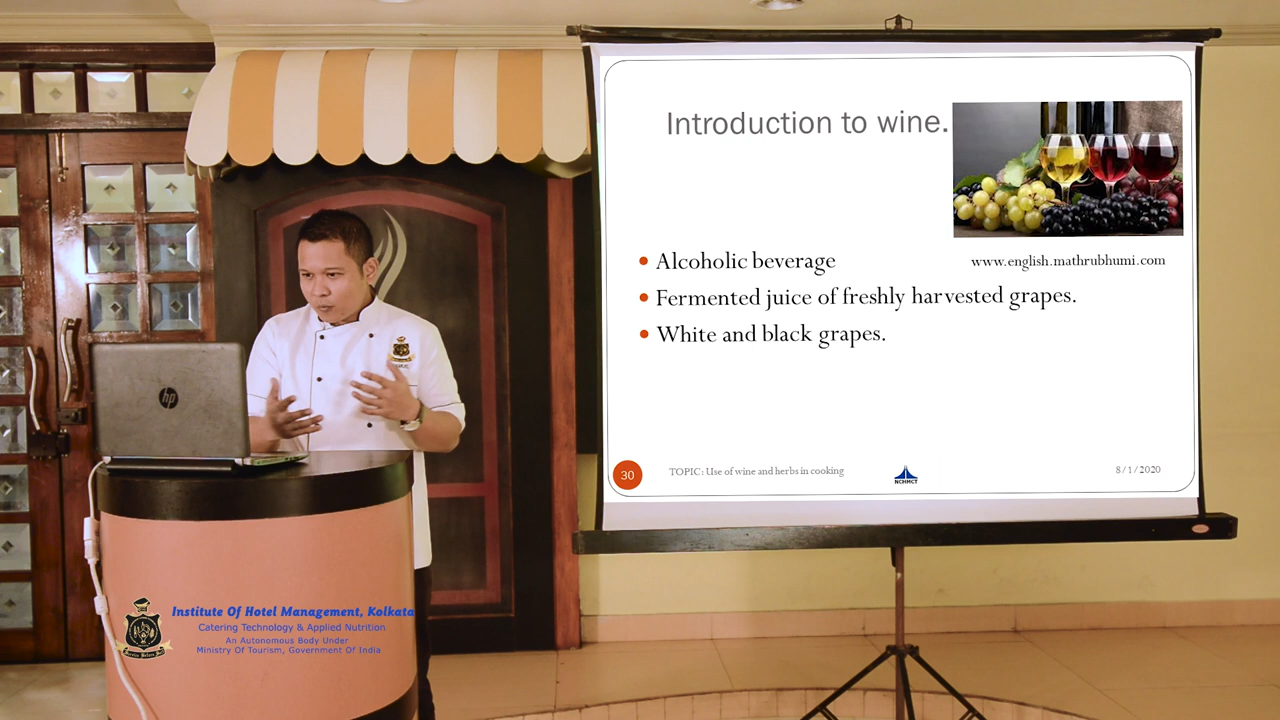 Introduction to wine.
www.english.mathrubhumi.com
Alcoholic beverage
Fermented juice of freshly harvested grapes.
White and black grapes.
30
TOPIC: Use of wine and herbs in cooking
NCHMCT
8/1/2020
hp
Institute Of Hotel Management, Kolkata
Catering Technology & Applied Nutrition
An Autonomous Body Under
Ministry Of Tourism, Government Of India